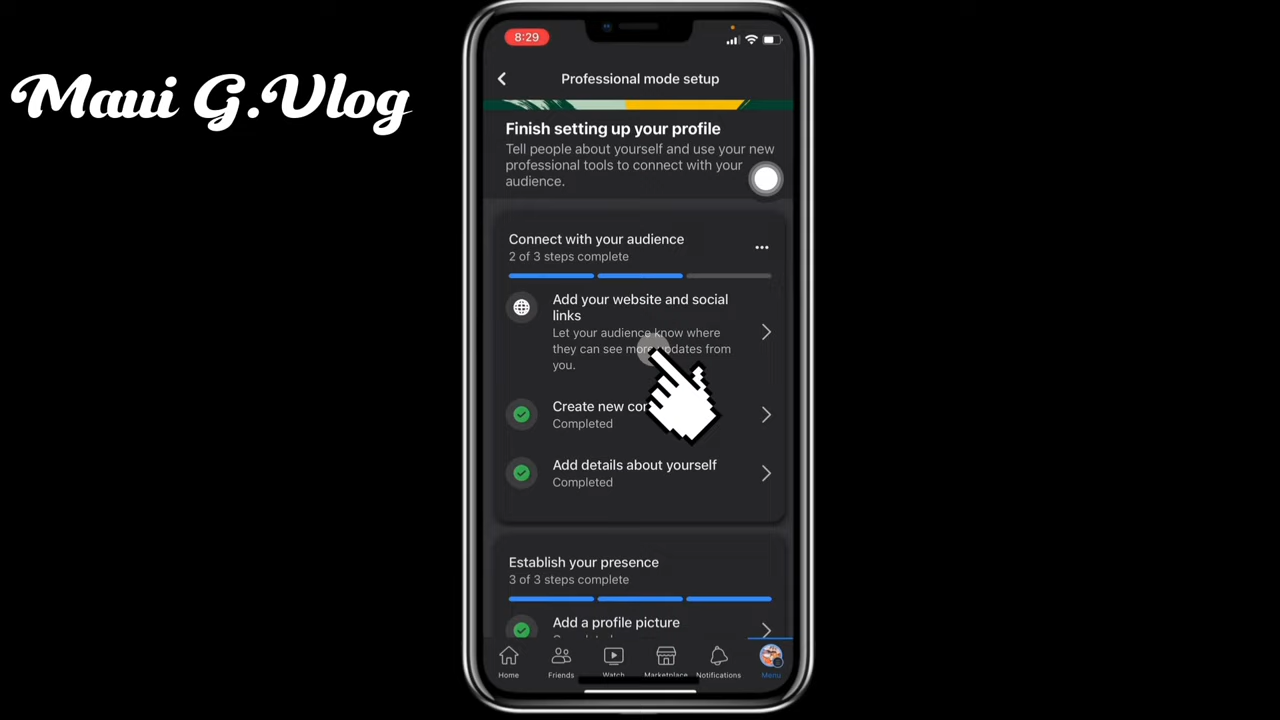 Maui G.Vlog
8:29
Professional mode setup
Finish setting up your profile
Tell people about yourself and use your new
professional tools to connect with your
audience.
Connect with your audience
2 of 3 steps complete
Add your website and social
links
Let your audience know where
they can see more updates from
you.
Create new
Completed
Add details about yourself
Completed
Establish your presence
3 of 3 steps complete
Add a profile picture
Home
Friends
Watch
Marketplace
Notifications
Menu